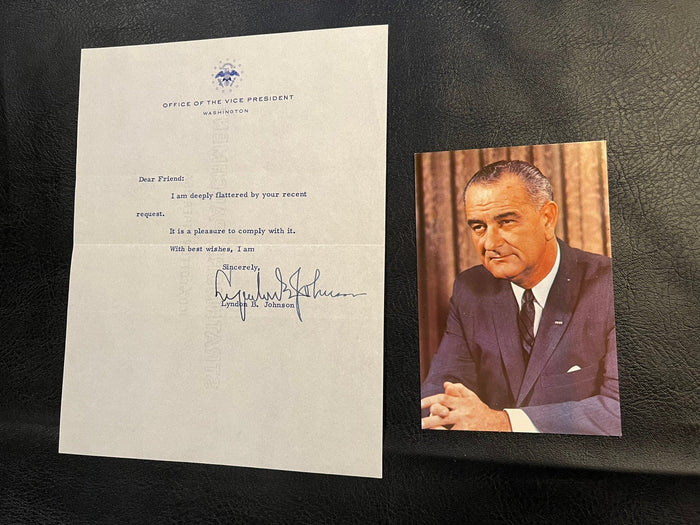 OFFICE OF THE VICE PRESIDENT
WASHINGTON
Dear Friend:
I am deeply flattered by your recent
request.
It is a pleasure to comply with it.
With best wishes, I am
Sincerely,
Lyndon B Johnson
Lyndon B. Johnson